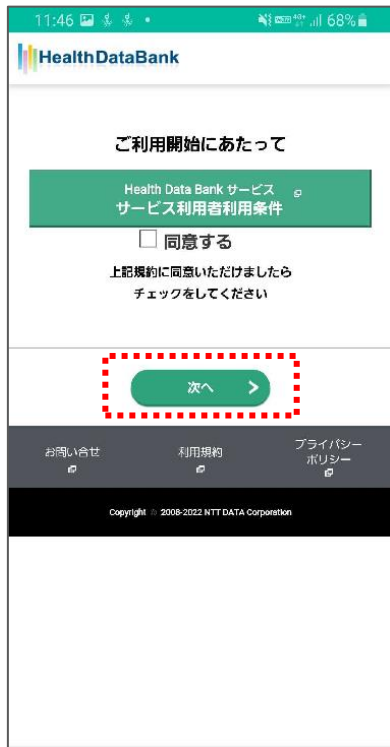 11:46
68%
HealthDataBank
ご利用開始にあたって
Health Data Bank サービス
サービス利用者利用条件
同意する
上記規約に同意いただけましたら
チェックをしてください
次へ
お問い合せ
利用規約
プライバシー
ポリシー
Copyright © 2008-2022 NTT DATA Corporation